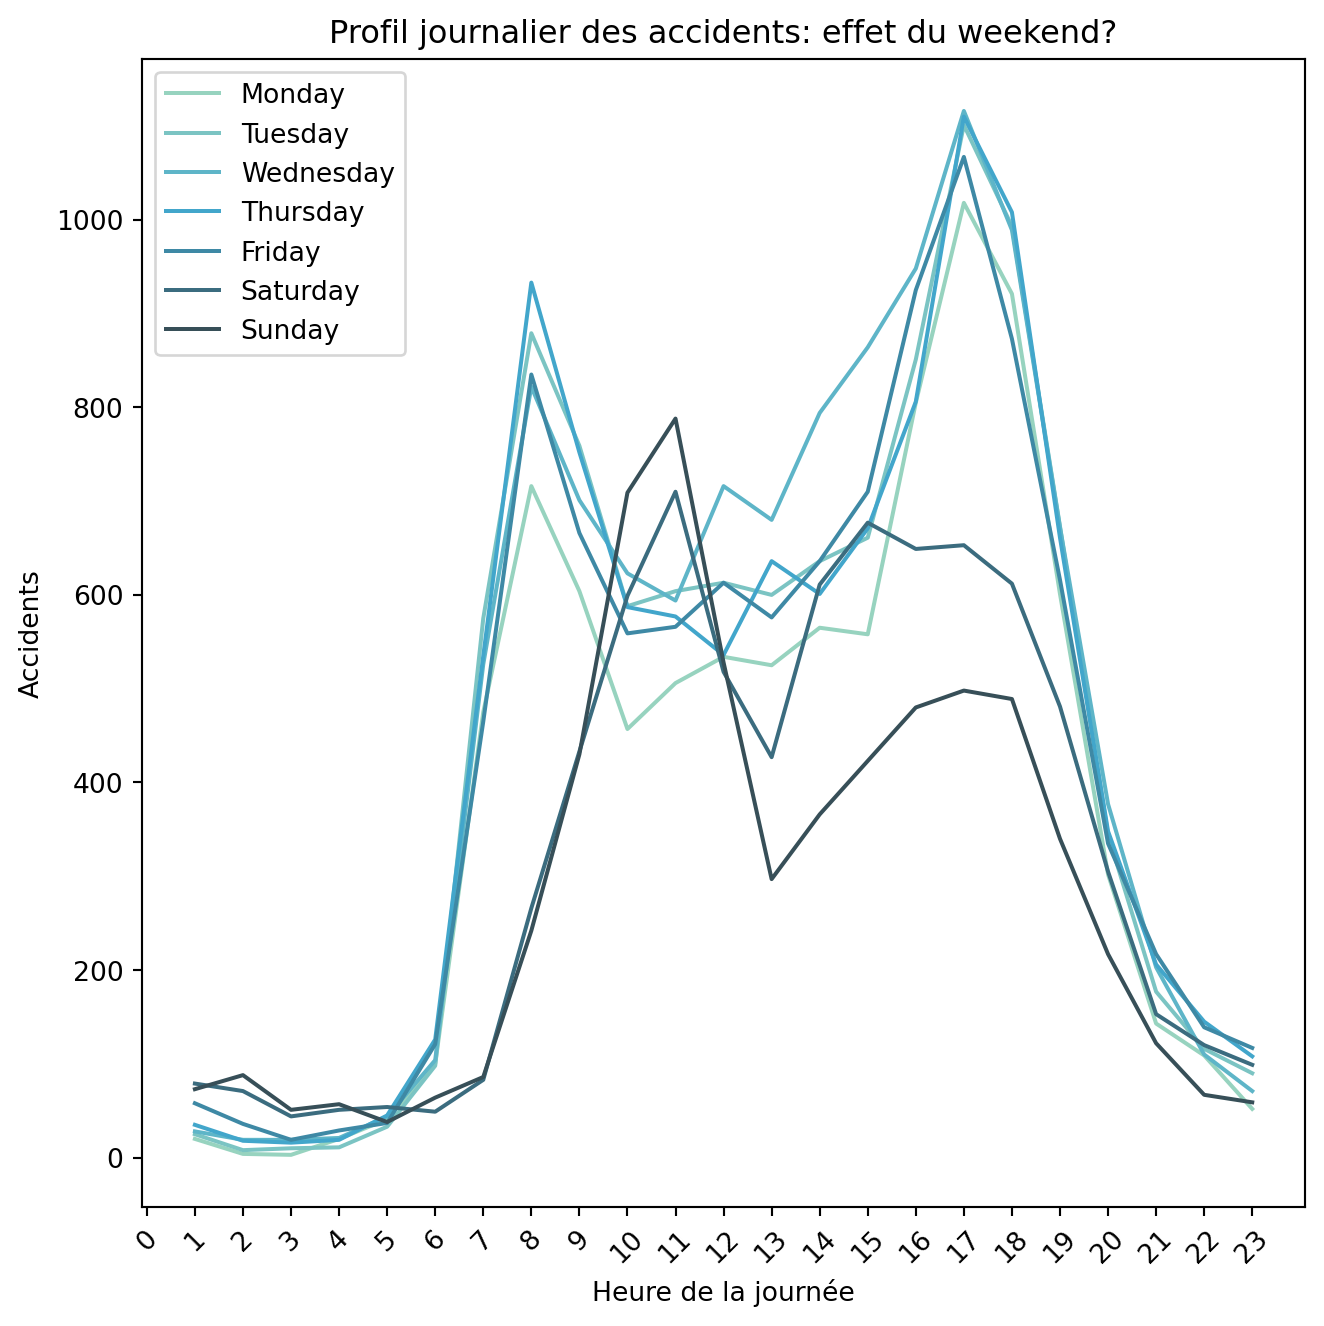 Profil journalier des accidents: effet du weekend?
Monday
Tuesday
Wednesday
Thursday
Friday
Saturday
Sunday
1000
800
600
400
200
0
Accidents
0 1 2 3 4 5 6 7 8 9 10 11 12 13 14 15 16 17 18 19 20 21 22 23
Heure de la journée